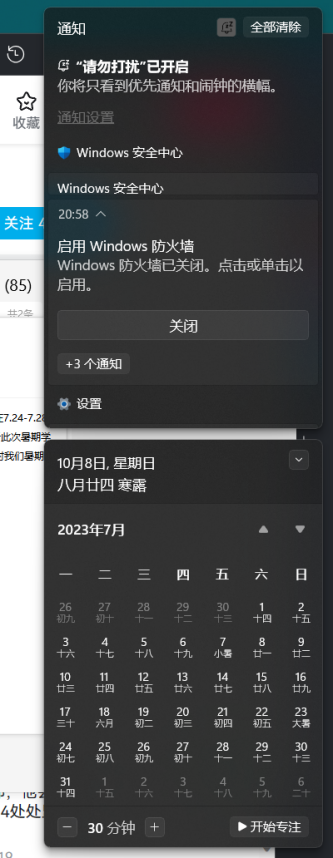 通知
全部清除
“请勿打扰”已开启
你将只看到优先通知和闹钟的横幅。
通知设置
收藏
Windows 安全中心
Windows 安全中心
20:58
启用 Windows 防火墙
Windows 防火墙已关闭。点击或单击以
启用。
关闭
+3 个通知
设置
关注 4
(85)
共2条
7.24-7.28
此次暑期学
我们暑期
10月8日, 星期日
八月廿四 寒露
2023年7月
一 二 三 四 五 六 日
26 27 28 29 30 1 2
初九 初十 十一 十二 十三 十四 十五
3 4 5 6 7 8 9
十六 十七 十八 十九 小暑 廿一 廿二
10 11 12 13 14 15 16
廿三 廿四 廿五 廿六 廿七 廿八 廿九
17 18 19 20 21 22 23
三十 六月 初二 初三 初四 初五 大暑
24 25 26 27 28 29 30
初七 初八 初九 初十 十一 十二 十三
31 1 2 3 4 5 6
十四 十五 十六 十七 十八 十九 二十
30 分钟
开始专注
4处处
19